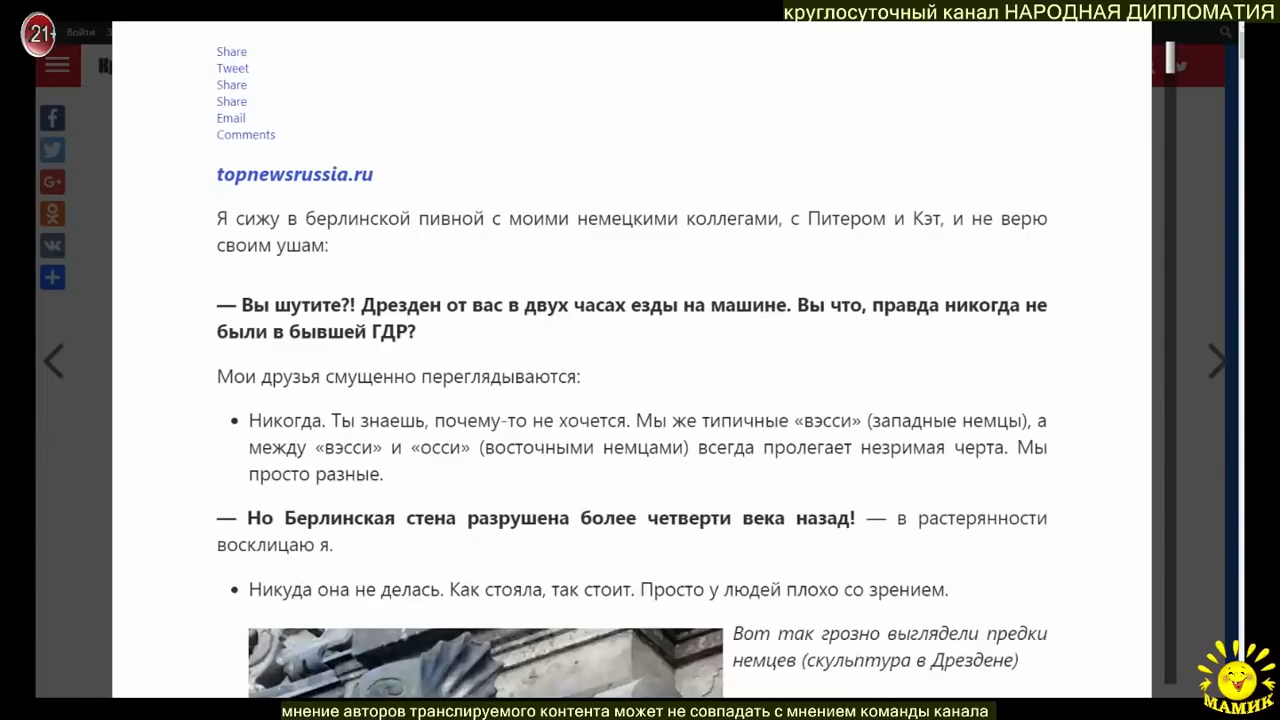 круглосуточный канал НАРОДНАЯ ДИПЛОМАТИЯ
21+
Войти
Share
Tweet
Share
Share
Email
Comments
topnewsrussia.ru
Я сижу в берлинской пивной с моими немецкими коллегами, с Питером и Кэт, и не верю
своим ушам:
— Вы шутите?! Дрезден от вас в двух часах езды на машине. Вы что, правда никогда не
были в бывшей ГДР?
Мои друзья смущенно переглядываются:
• Никогда. Ты знаешь, почему-то не хочется. Мы же типичные «вэсси» (западные немцы), а
между «вэсси» и «осси» (восточными немцами) всегда пролегает незримая черта. Мы
просто разные.
— Но Берлинская стена разрушена более четверти века назад! — в растерянности
восклицаю я.
• Никуда она не делась. Как стояла, так стоит. Просто у людей плохо со зрением.
Вот так грозно выглядели предки
немцев (скульптура в Дрездене)
МАМИК
мнение авторов транслируемого контента может не совпадать с мнением команды канала